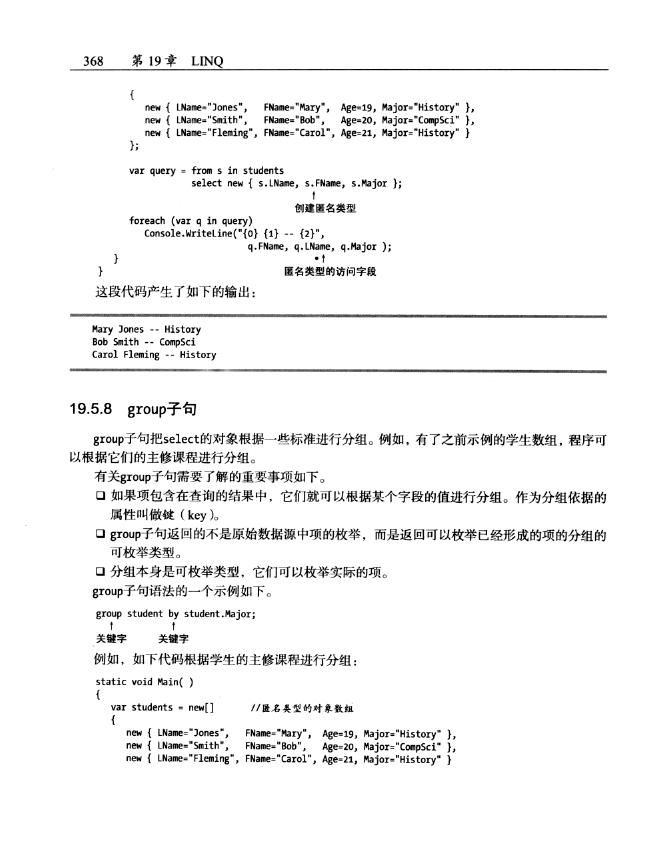 368 第19章 LINQ
{
new { LName="Jones", FName="Mary", Age=19, Major="History" },
new { LName="Smith", FName="Bob", Age=20, Major="CompSci" },
new { LName="Fleming", FName="Carol", Age=21, Major="History" }
};
var query = from s in students
select new { s.LName, s.FName, s.Major };
↑
创建匿名类型
foreach (var q in query)
Console.WriteLine("{0} {1} -- {2}",
q.FName, q.LName, q.Major );
} ↑
} 匿名类型的访问字段
这段代码产生了如下的输出：
Mary Jones -- History
Bob Smith -- CompSci
Carol Fleming -- History
19.5.8 group子句
group子句把select的对象根据一些标准进行分组。例如，有了之前示例的学生数组，程序可
以根据它们的主修课程进行分组。
有关group子句需要了解的重要事项如下。
❑ 如果项包含在查询的结果中，它们就可以根据某个字段的值进行分组。作为分组依据的
属性叫做键（key）。
❑ group子句返回的不是原始数据源中项的枚举，而是返回可以枚举已经形成的项的分组的
可枚举类型。
❑ 分组本身是可枚举类型，它们可以枚举实际的项。
group子句语法的一个示例如下。
group student by student.Major;
↑ ↑
关键字 关键字
例如，如下代码根据学生的主修课程进行分组：
static void Main( )
{
var students = new[] //匿名类型的对象数组
{
new { LName="Jones", FName="Mary", Age=19, Major="History" },
new { LName="Smith", FName="Bob", Age=20, Major="CompSci" },
new { LName="Fleming", FName="Carol", Age=21, Major="History" }